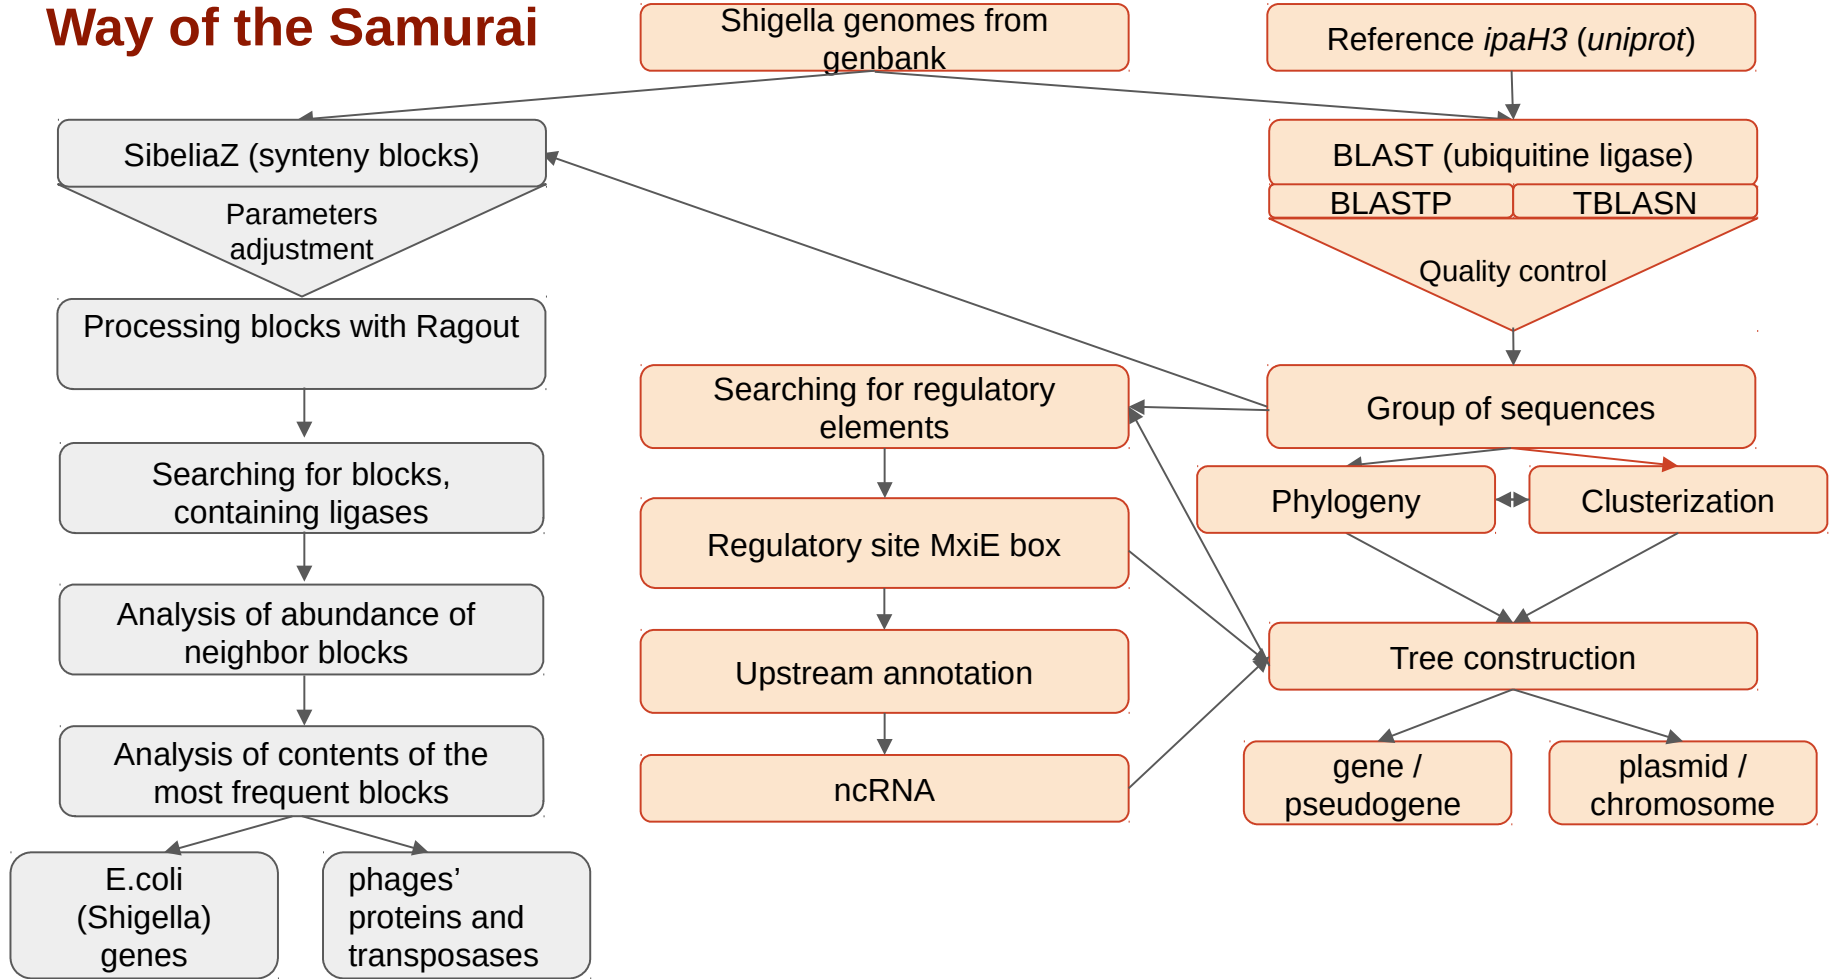 Way of the Samurai
Shigella genomes from
genbank
Reference ipaH3 (uniprot)
SibeliaZ (synteny blocks)
Parameters
adjustment
Processing blocks with Ragout
Searching for blocks,
containing ligases
Analysis of abundance of
neighbor blocks
Analysis of contents of the
most frequent blocks
E.coli
(Shigella)
genes
phages’
proteins and
transposases
Searching for regulatory
elements
Regulatory site MxiE box
Upstream annotation
ncRNA
BLAST (ubiquitine ligase)
BLASTP
TBLASN
Quality control
Group of sequences
Phylogeny
Clusterization
Tree construction
gene /
pseudogene
plasmid /
chromosome